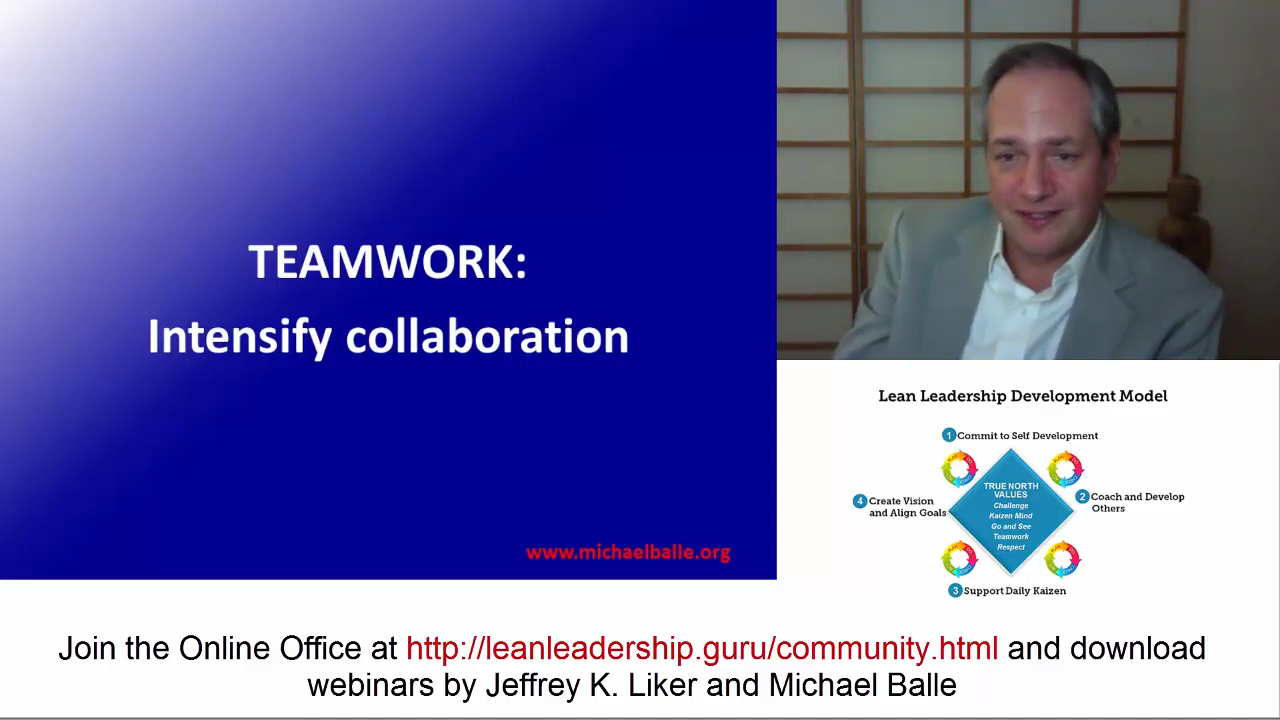 TEAMWORK:
Intensify collaboration
www.michaelballe.org
Lean Leadership Development Model
1 Commit to Self Development
2 Coach and Develop
Others
3 Support Daily Kaizen
4 Create Vision
and Align Goals
TRUE NORTH
VALUES
Challenge
Kaizen Mind
Go and See
Teamwork
Respect
Join the Online Office at http://leanleadership.guru/community.html and download
webinars by Jeffrey K. Liker and Michael Balle